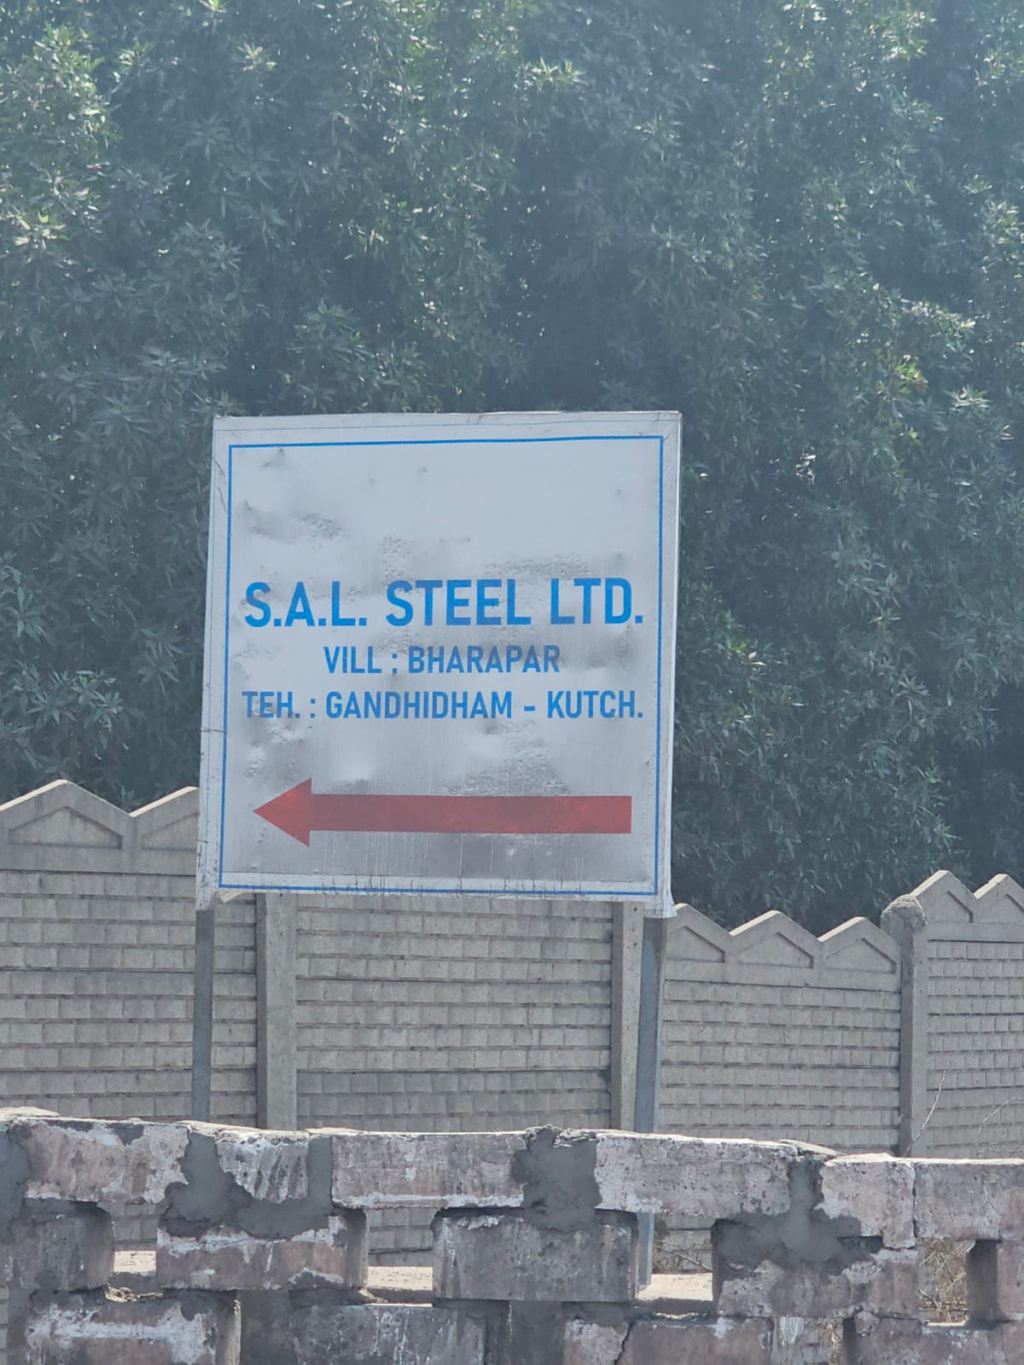 S.A.L. STEEL LTD.
VILL : BHARAPAR
TEH. : GANDHIDHAM - KUTCH.